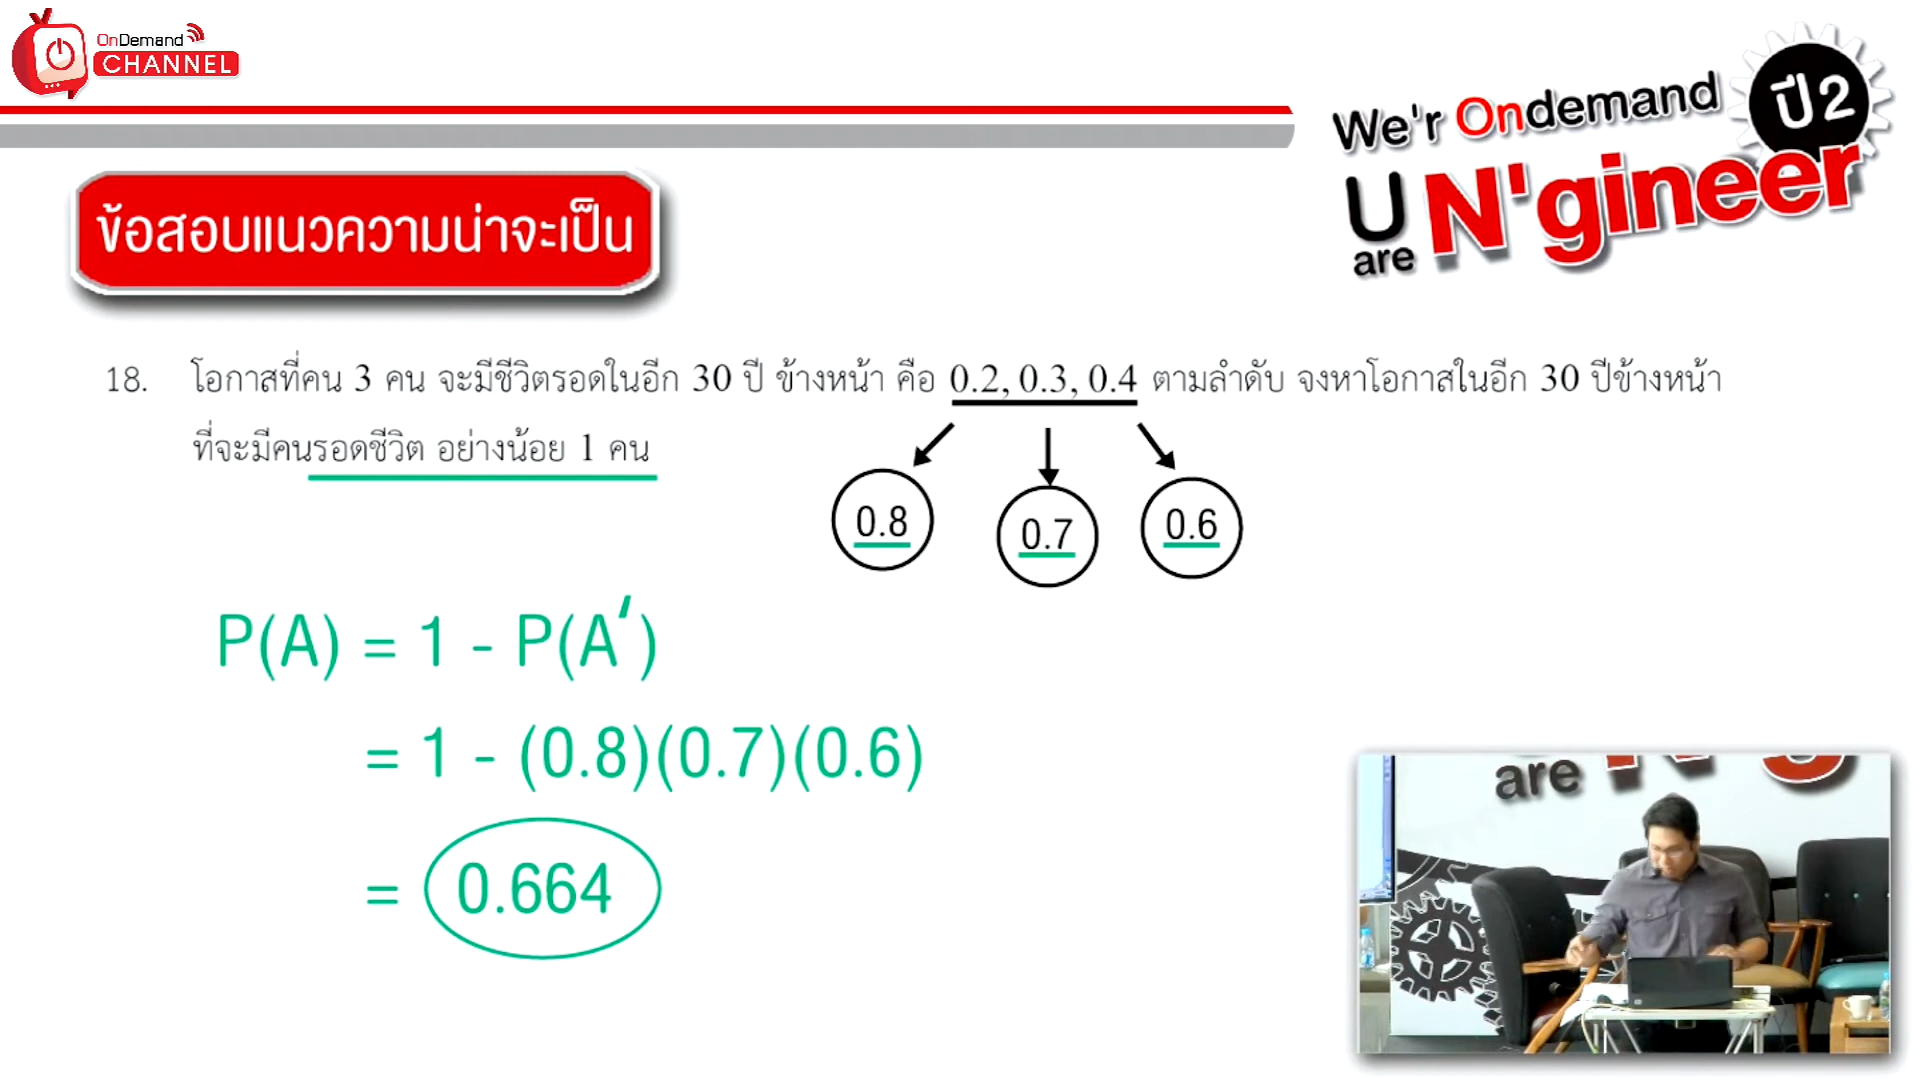 OnDemand
CHANNEL
We'r Ondemand ปี 2
U are N'gineer
ข้อสอบแนวความน่าจะเป็น
18. โอกาสที่คน 3 คน จะมีชีวิตรอดในอีก 30 ปี ข้างหน้า คือ 0.2, 0.3, 0.4 ตามลำดับ จงหาโอกาสในอีก 30 ปีข้างหน้า
ที่จะมีคนรอดชีวิต อย่างน้อย 1 คน
0.8 0.7 0.6
P(A) = 1 - P(A′)
= 1 - (0.8)(0.7)(0.6)
= 0.664
are